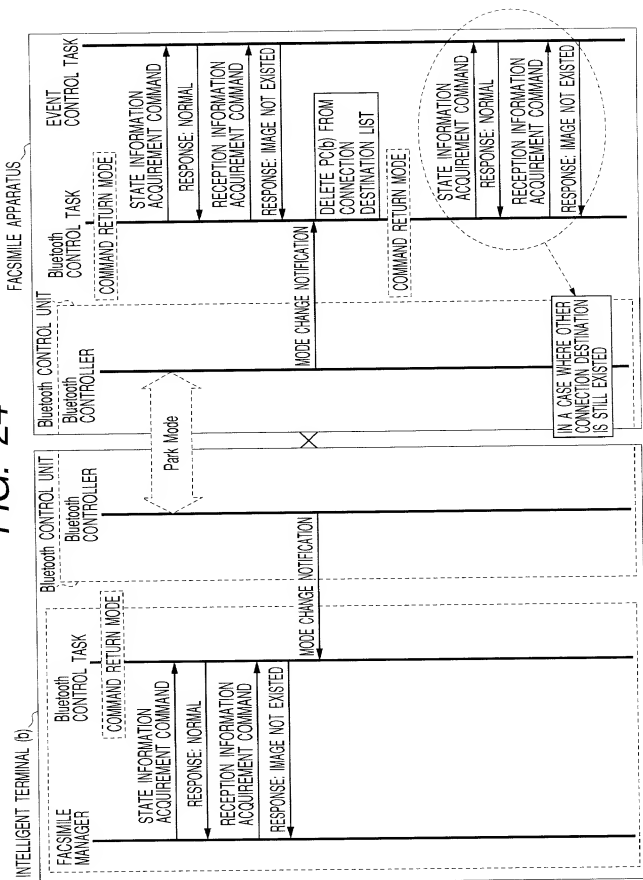 FIG. 24
INTELLIGENT TERMINAL (b)
FACSIMILE
MANAGER
Bluetooth
CONTROL TASK
COMMAND RETURN MODE
STATE INFORMATION
ACQUIREMENT COMMAND
RESPONSE: NORMAL
RECEPTION INFORMATION
ACQUIREMENT COMMAND
RESPONSE: IMAGE NOT EXISTED
MODE CHANGE NOTIFICATION
Bluetooth CONTROL UNIT
Bluetooth
CONTROLLER
Park Mode
FACSIMILE APPARATUS
Bluetooth CONTROL UNIT
Bluetooth
CONTROLLER
MODE CHANGE NOTIFICATION
IN A CASE WHERE OTHER
CONNECTION DESTINATION
IS STILL EXISTED
Bluetooth
CONTROL TASK
COMMAND RETURN MODE
EVENT
CONTROL TASK
STATE INFORMATION
ACQUIREMENT COMMAND
RESPONSE: NORMAL
RECEPTION INFORMATION
ACQUIREMENT COMMAND
RESPONSE: IMAGE NOT EXISTED
DELETE PC(b) FROM
CONNECTION
DESTINATION LIST
COMMAND RETURN MODE
STATE INFORMATION
ACQUIREMENT COMMAND
RESPONSE: NORMAL
RECEPTION INFORMATION
ACQUIREMENT COMMAND
RESPONSE: IMAGE NOT EXISTED